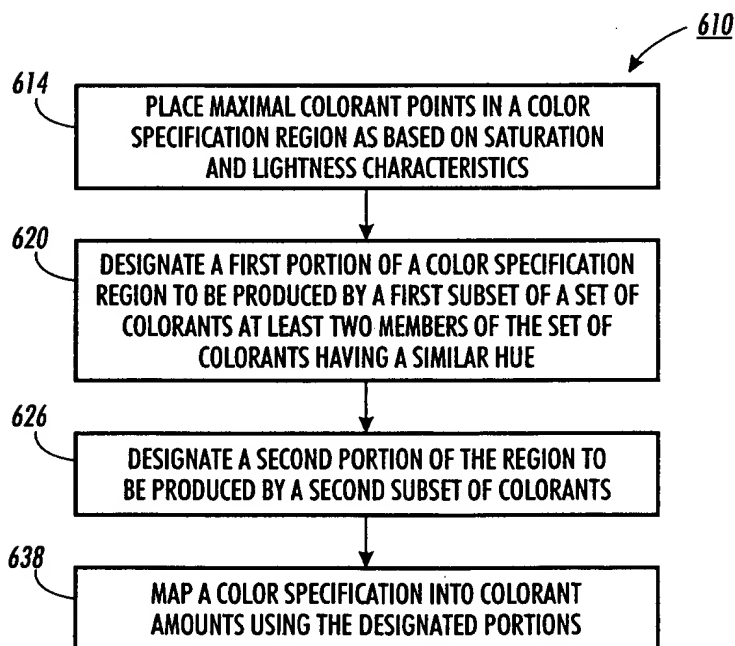 610
614
PLACE MAXIMAL COLORANT POINTS IN A COLOR
SPECIFICATION REGION AS BASED ON SATURATION
AND LIGHTNESS CHARACTERISTICS
620
DESIGNATE A FIRST PORTION OF A COLOR SPECIFICATION
REGION TO BE PRODUCED BY A FIRST SUBSET OF A SET OF
COLORANTS AT LEAST TWO MEMBERS OF THE SET OF
COLORANTS HAVING A SIMILAR HUE
626
DESIGNATE A SECOND PORTION OF THE REGION TO
BE PRODUCED BY A SECOND SUBSET OF COLORANTS
638
MAP A COLOR SPECIFICATION INTO COLORANT
AMOUNTS USING THE DESIGNATED PORTIONS